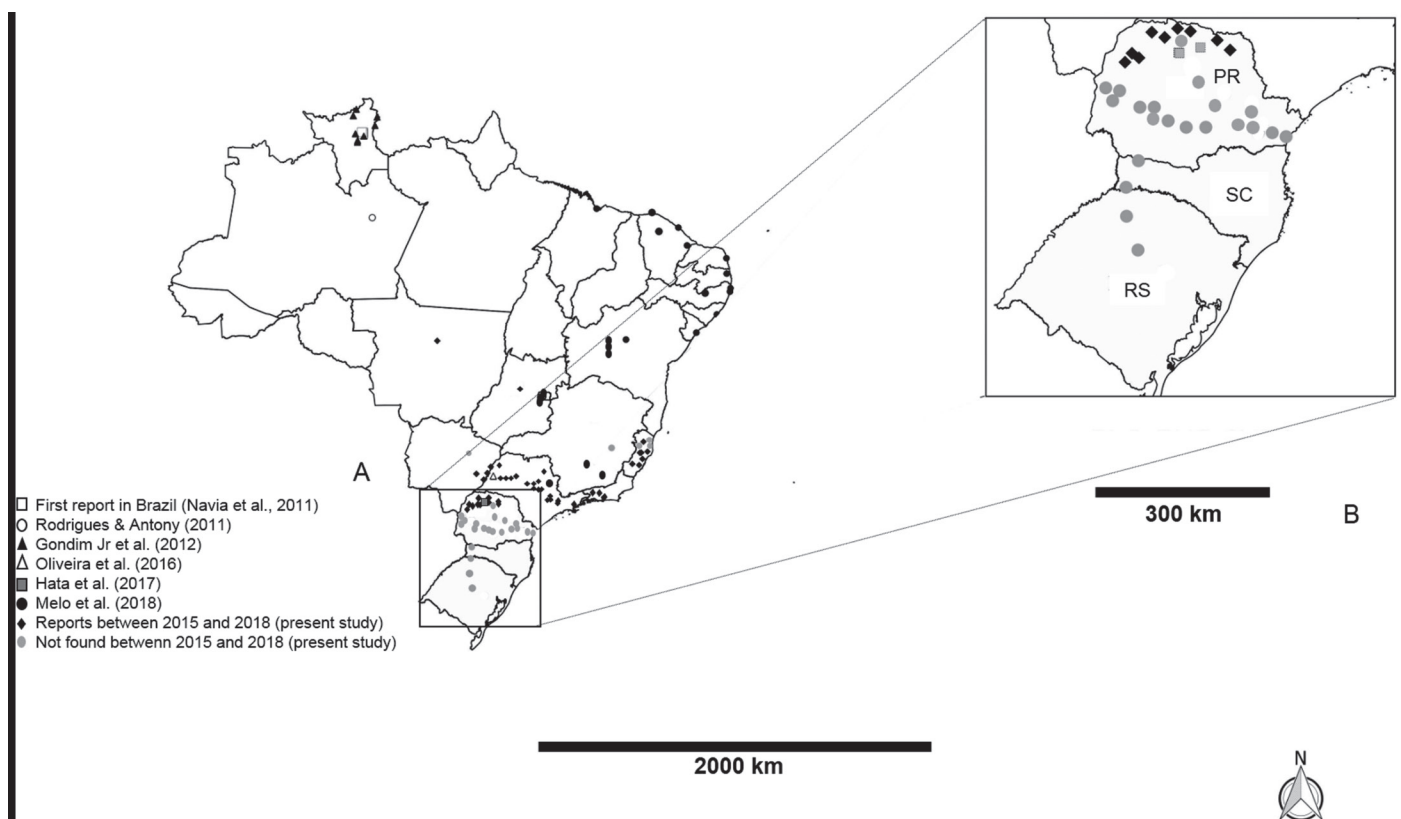 PR
SC
RS
A
First report in Brazil (Navia et al., 2011)
Rodrigues & Antony (2011)
Gondim Jr et al. (2012)
Oliveira et al. (2016)
Hata et al. (2017)
Melo et al. (2018)
Reports between 2015 and 2018 (present study)
Not found betwenn 2015 and 2018 (present study)
300 km
B
2000 km
N